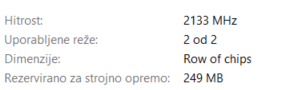 Hitrost: 2133 MHz
Uporabljene reže: 2 od 2
Dimenzije: Row of chips
Rezervirano za strojno opremo: 249 MB